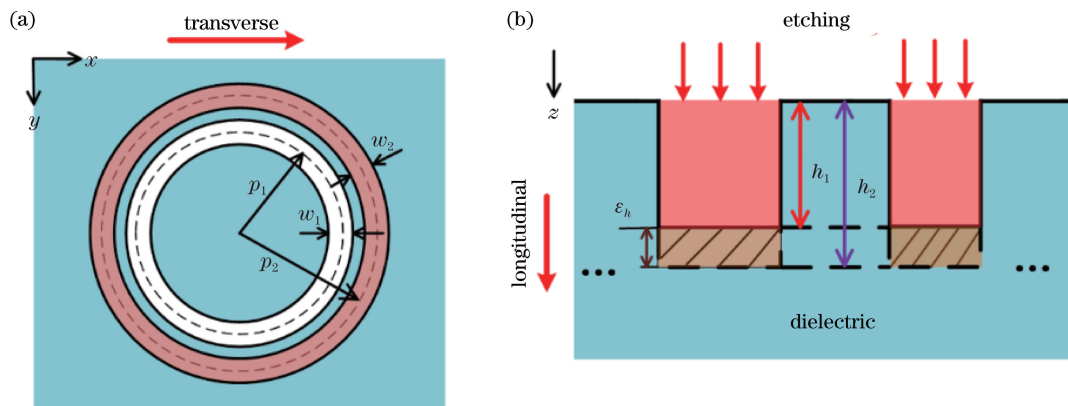 (a)
transverse
x
y
w₂
p₁
w₁
p₂
(b)
etching
z
longitudinal
h₁
h₂
εₕ
...
...
dielectric